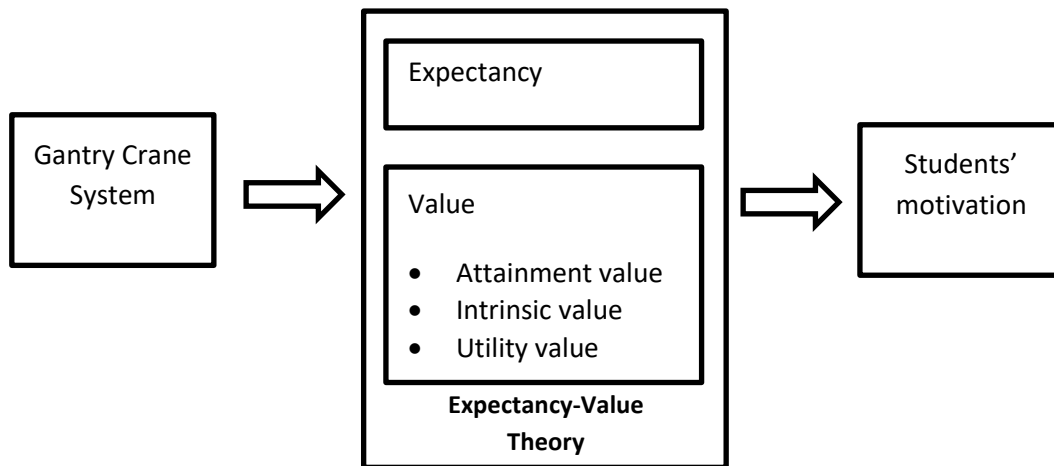 Gantry Crane
System
Expectancy
Value
• Attainment value
• Intrinsic value
• Utility value
Expectancy-Value
Theory
Students’
motivation